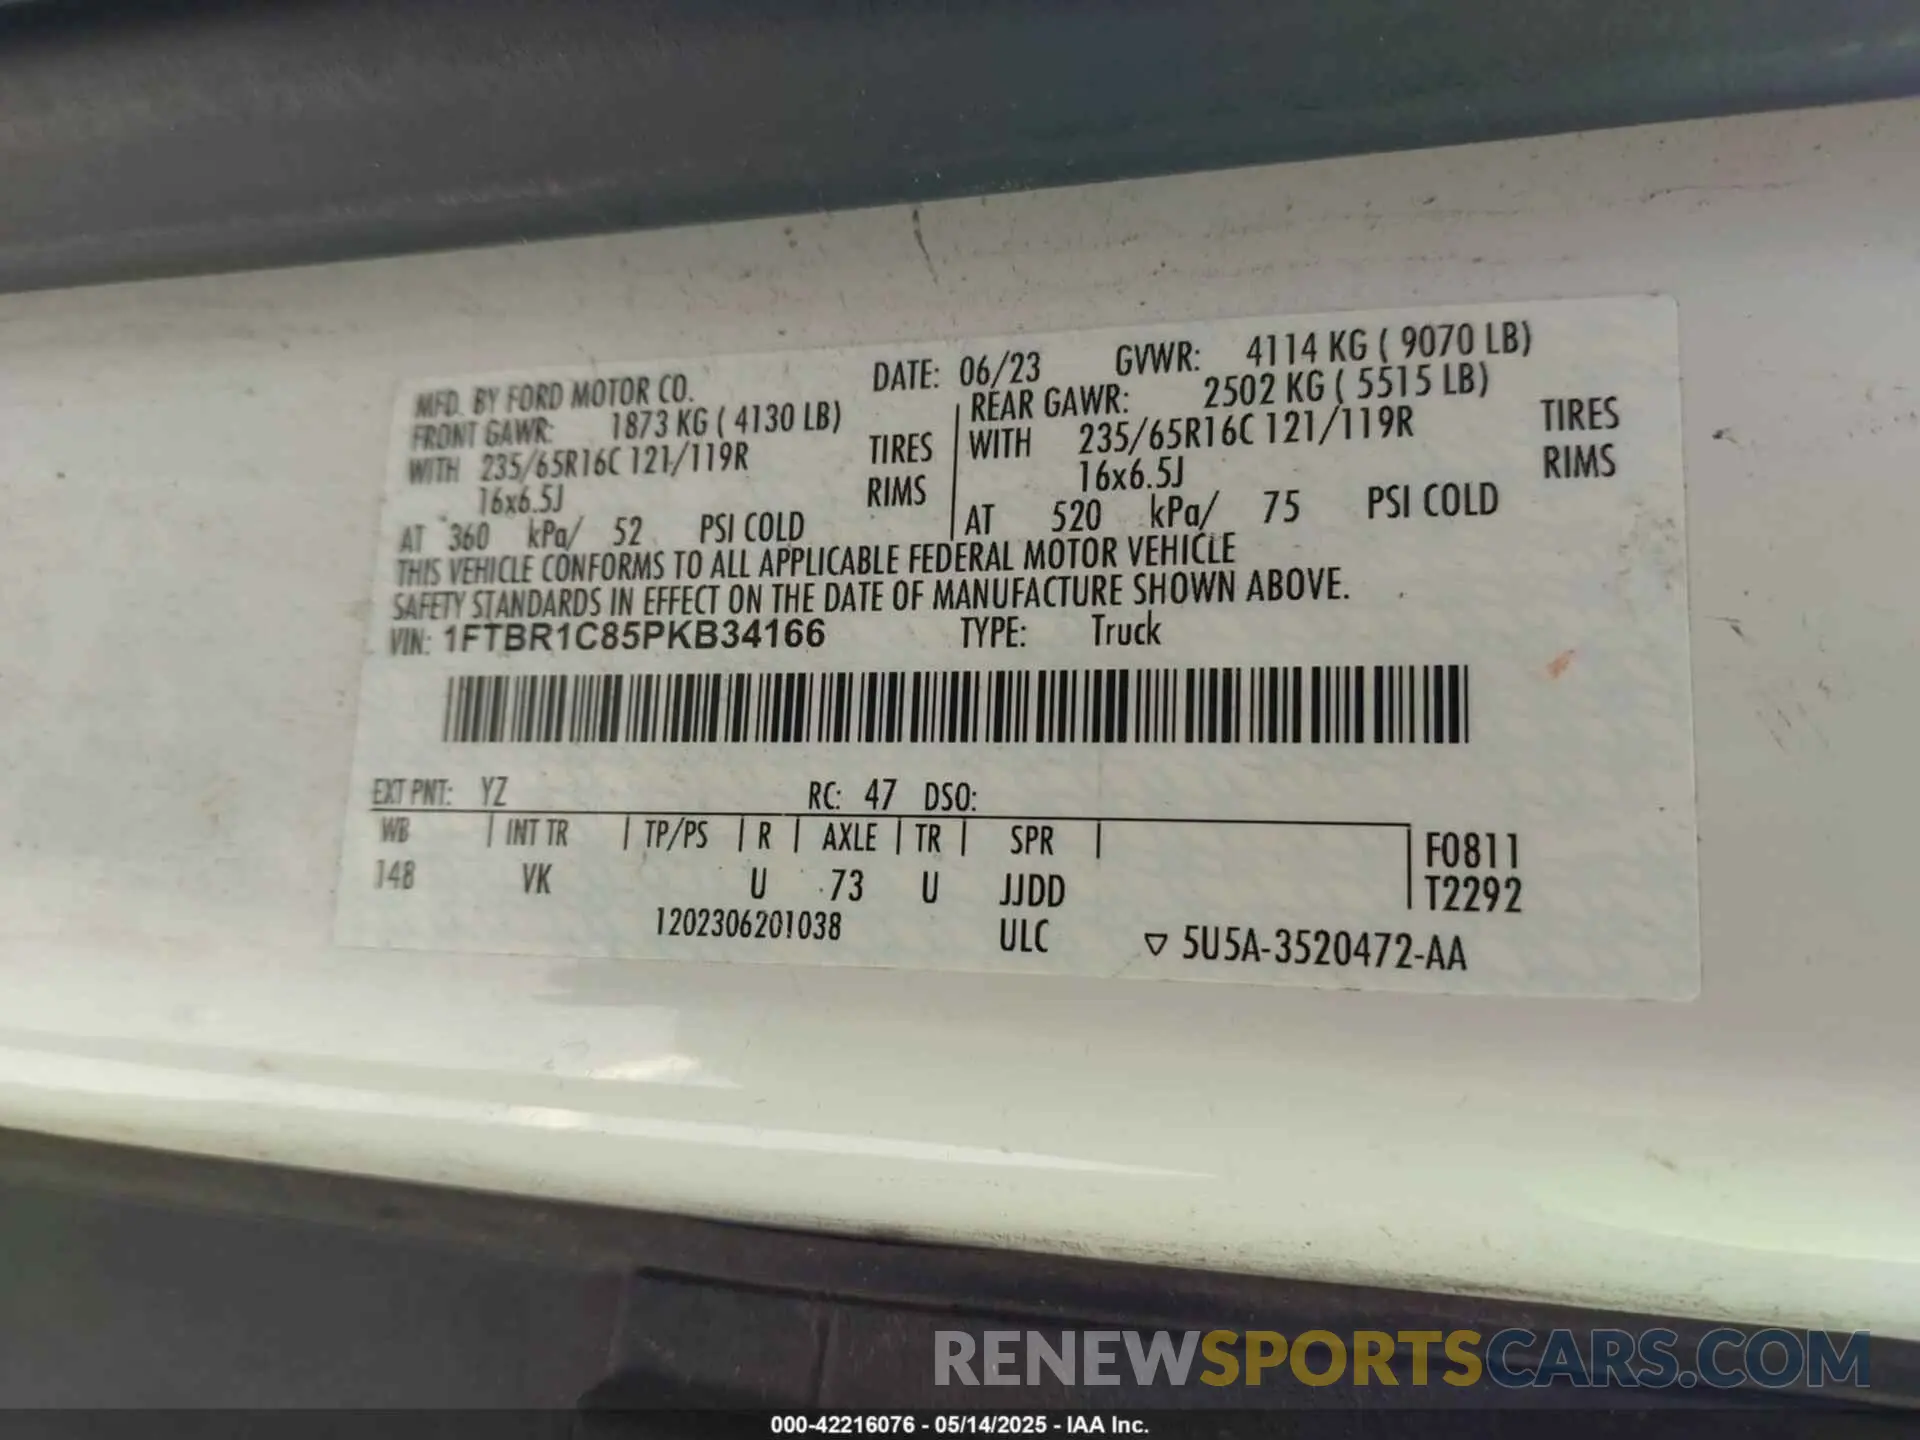 MFD. BY FORD MOTOR CO. DATE: 06/23 GVWR: 4114 KG ( 9070 LB)
FRONT GAWR: 1873 KG ( 4130 LB) REAR GAWR: 2502 KG ( 5515 LB)
WITH 235/65R16C 121/119R TIRES WITH 235/65R16C 121/119R TIRES
16x6.5J RIMS 16x6.5J RIMS
AT 360 kPa/ 52 PSI COLD AT 520 kPa/ 75 PSI COLD
THIS VEHICLE CONFORMS TO ALL APPLICABLE FEDERAL MOTOR VEHICLE
SAFETY STANDARDS IN EFFECT ON THE DATE OF MANUFACTURE SHOWN ABOVE.
VIN: 1FTBR1C85PKB34166 TYPE: Truck
EXT PNT: YZ RC: 47 DSO:
WB INT TR TP/PS R AXLE TR SPR F0811
148 VK U 73 U JJDD T2292
1202306201038 ULC ▽ 5U5A-3520472-AA
RENEWSPORTSCARS.COM
000-42216076 - 05/14/2025 - IAA Inc.